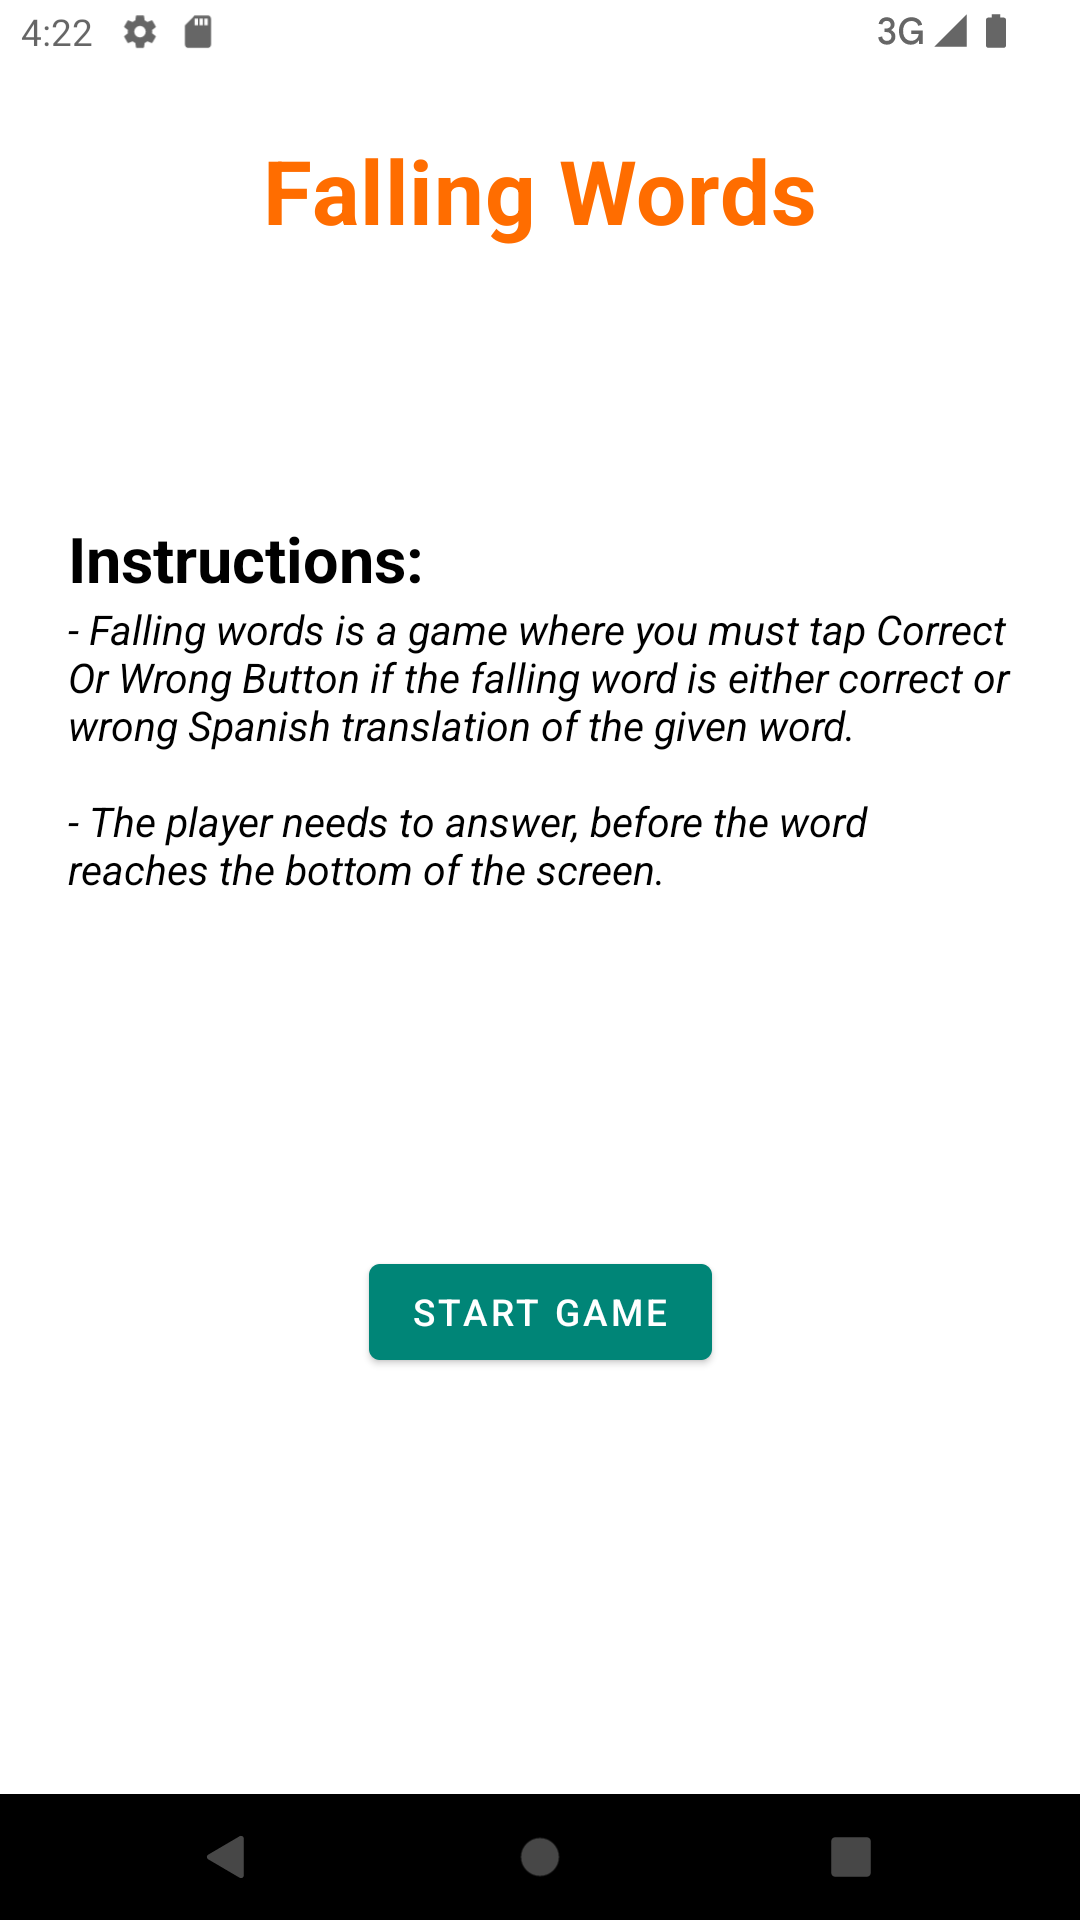 4:22
3G
Falling Words
Instructions:
- Falling words is a game where you must tap Correct
Or Wrong Button if the falling word is either correct or
wrong Spanish translation of the given word.
- The player needs to answer, before the word
reaches the bottom of the screen.
START GAME